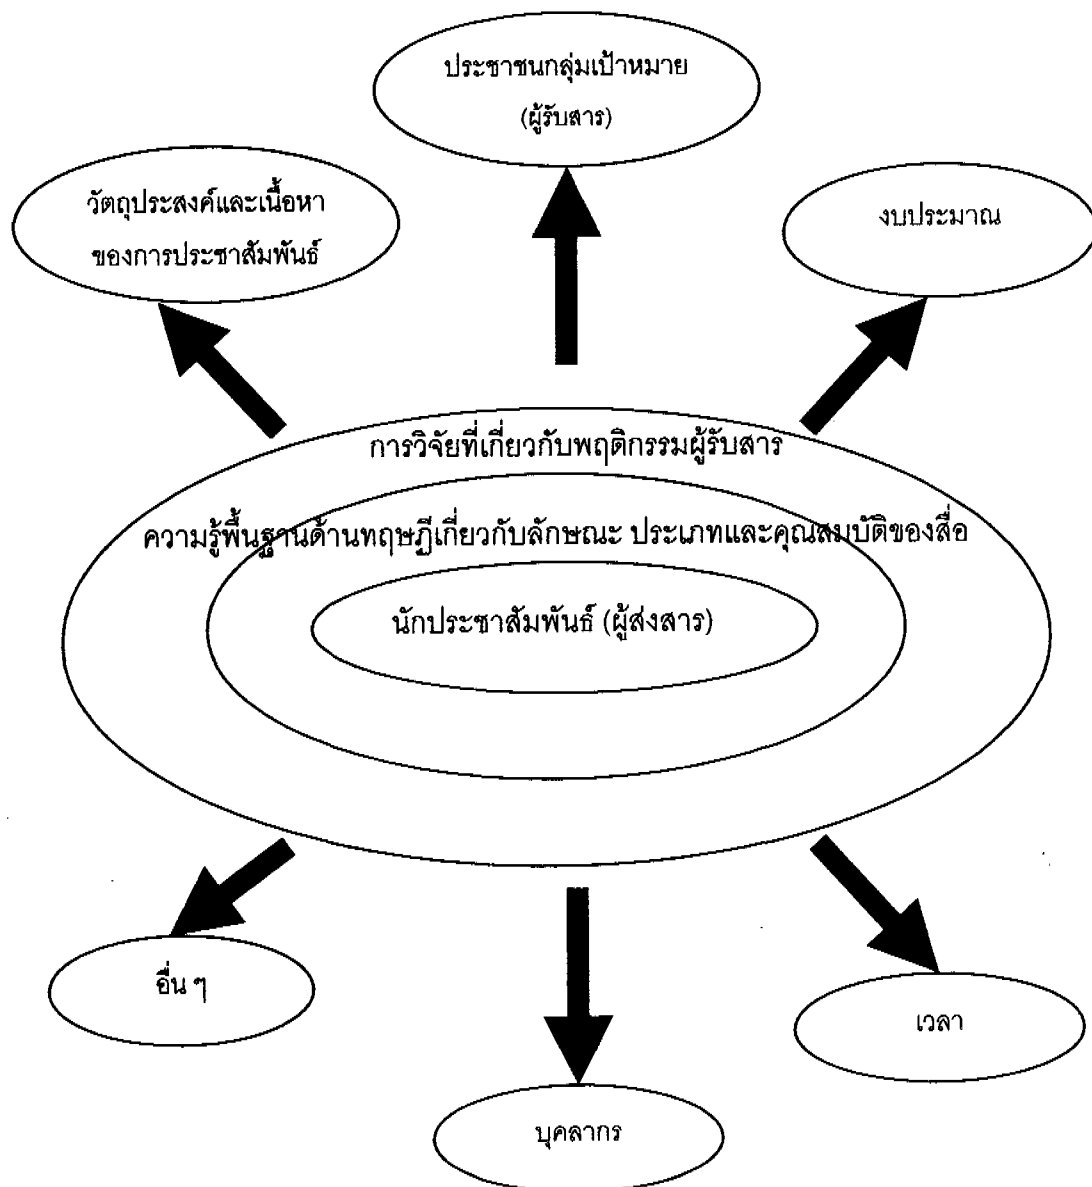 ประชาชนกลุ่มเป้าหมาย
(ผู้รับสาร)
วัตถุประสงค์และเนื้อหา
ของการประชาสัมพันธ์
งบประมาณ
การวิจัยที่เกี่ยวกับพฤติกรรมผู้รับสาร
ความรู้พื้นฐานด้านทฤษฎีเกี่ยวกับลักษณะ ประเภทและคุณสมบัติของสื่อ
นักประชาสัมพันธ์ (ผู้ส่งสาร)
อื่น ๆ
เวลา
บุคลากร